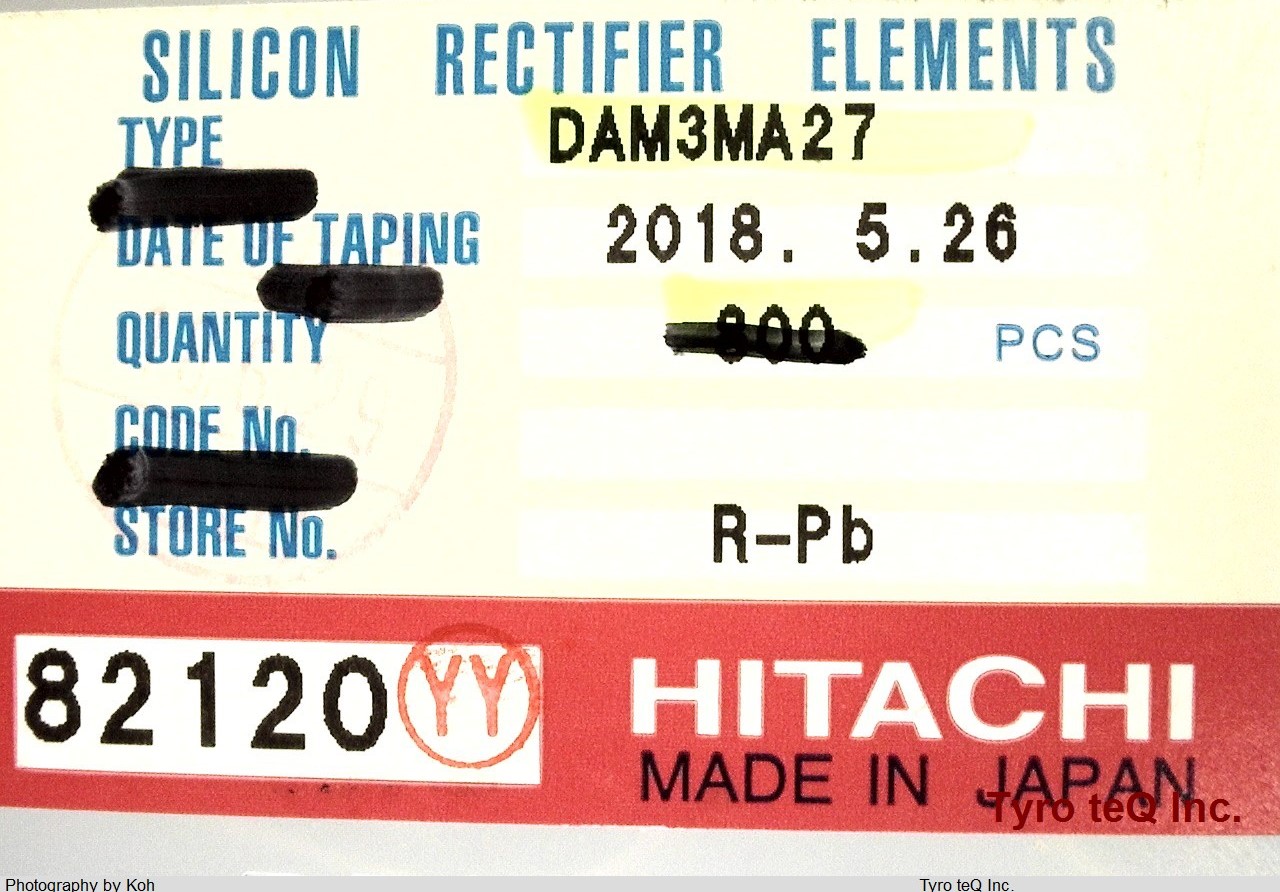 SILICON RECTIFIER ELEMENTS
TYPE DAM3MA27
DATE OF TAPING 2018. 5.26
QUANTITY 800 PCS
CODE No.
STORE No. R-Pb
82120 YY HITACHI
MADE IN JAPAN
Tyro teQ Inc.
Photography by Koh Tyro teQ Inc.